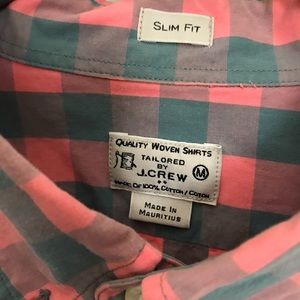 SLIM FIT
QUALITY WOVEN SHIRTS
TAILORED
BY
J.CREW
M
MADE OF 100% COTTON / COTON
MADE IN
MAURITIUS